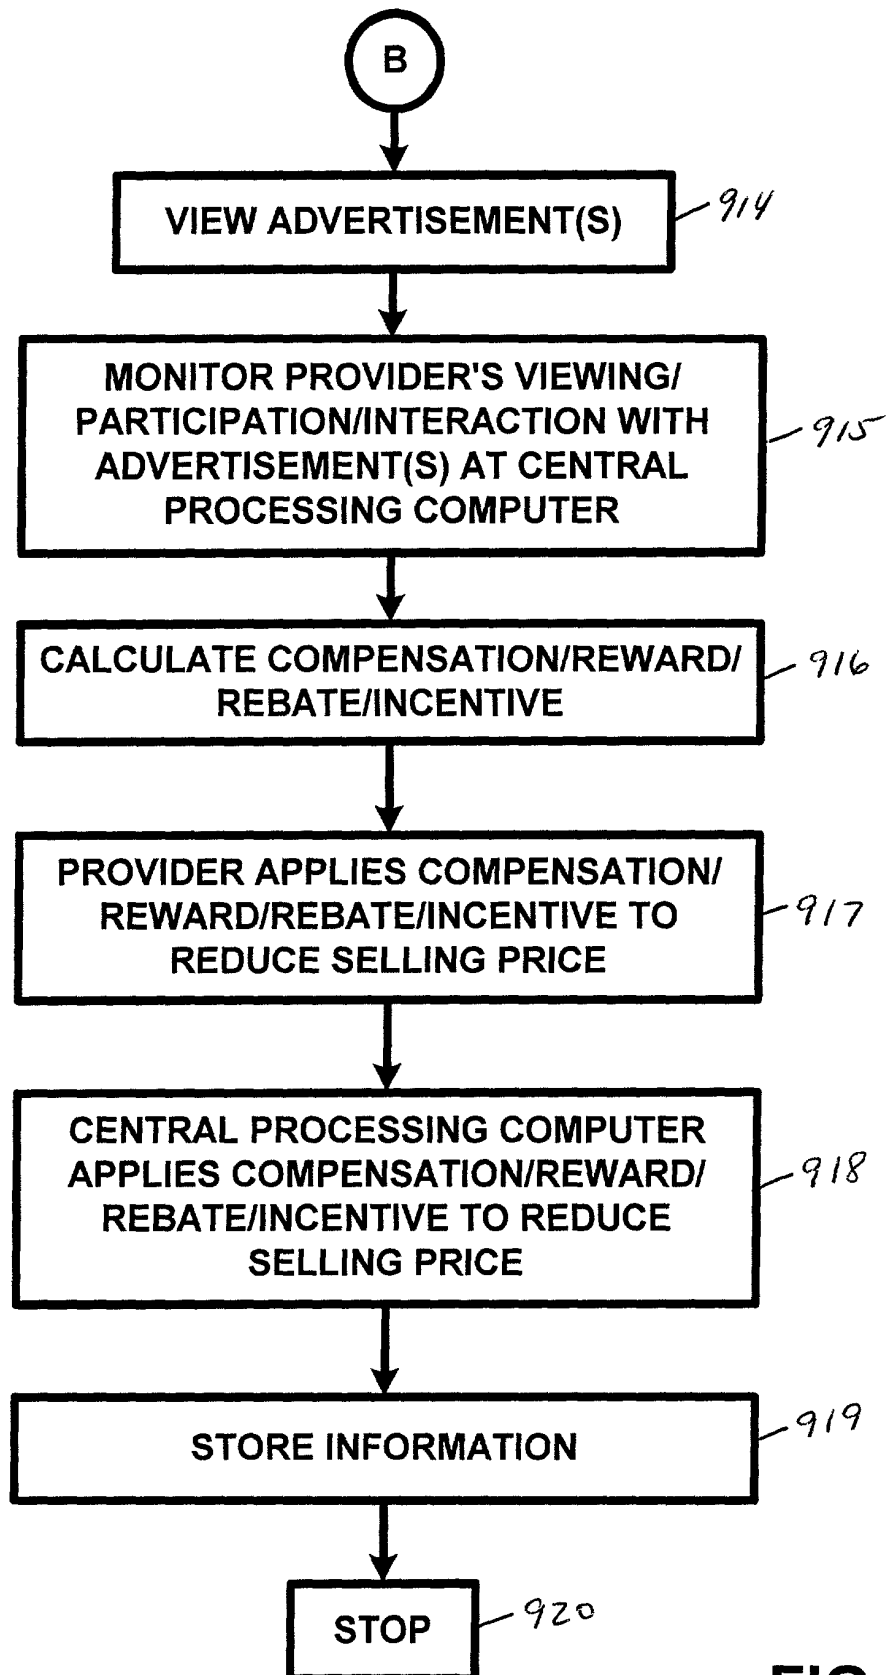 B
VIEW ADVERTISEMENT(S)
914
MONITOR PROVIDER'S VIEWING/
PARTICIPATION/INTERACTION WITH
ADVERTISEMENT(S) AT CENTRAL
PROCESSING COMPUTER
915
CALCULATE COMPENSATION/REWARD/
REBATE/INCENTIVE
916
PROVIDER APPLIES COMPENSATION/
REWARD/REBATE/INCENTIVE TO
REDUCE SELLING PRICE
917
CENTRAL PROCESSING COMPUTER
APPLIES COMPENSATION/REWARD/
REBATE/INCENTIVE TO REDUCE
SELLING PRICE
918
STORE INFORMATION
919
STOP
920